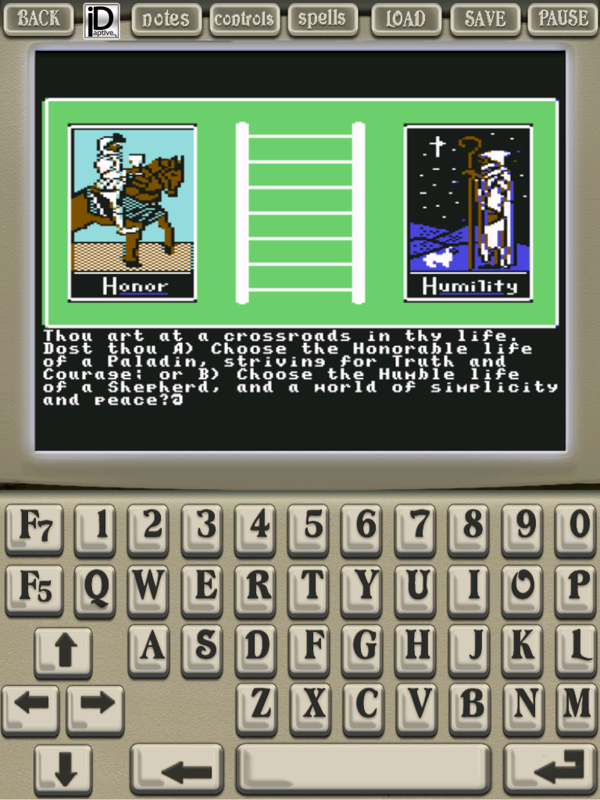 BACK iD aptive notes controls spells LOAD SAVE PAUSE
Honor Humility
Thou art at a crossroads in thy life.
Dost thou A) Choose the Honorable life
of a Paladin, striving for Truth and
Courage; or B) Choose the Humble life
of a Shepherd, and a world of simplicity
and peace?
F7 1 2 3 4 5 6 7 8 9 0
F5 Q W E R T Y U I O P
A S D F G H J K L
Z X C V B N M